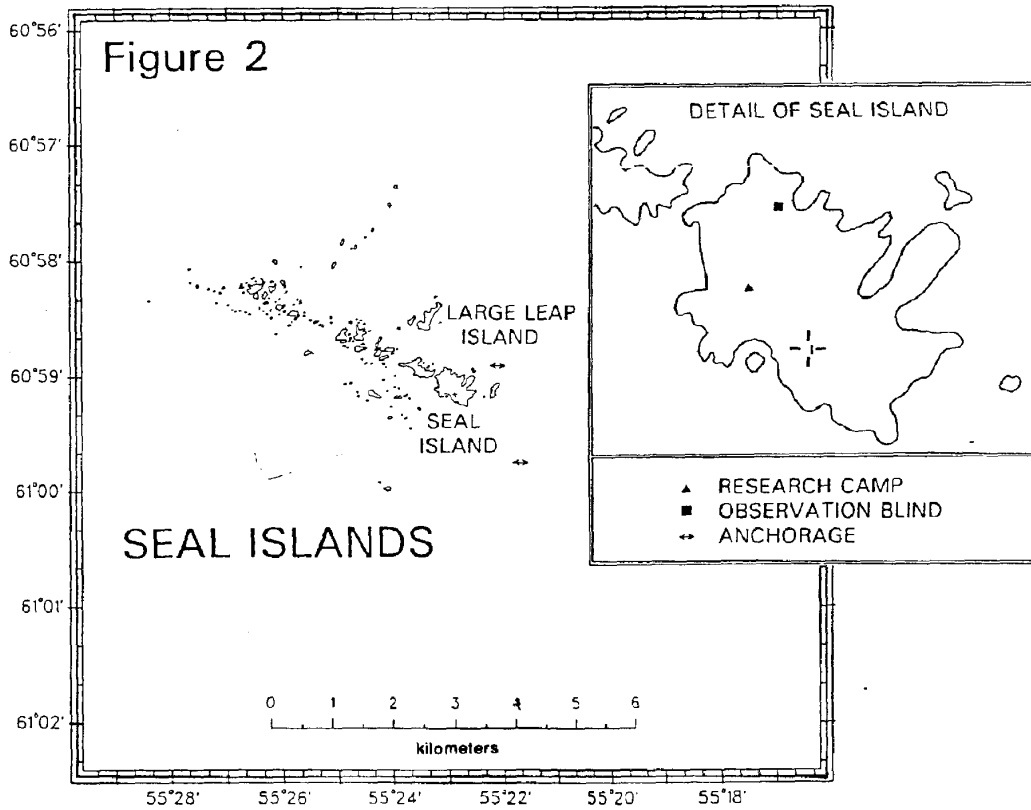 Figure 2
60°56'
60°57'
60°58'
60°59'
61°00'
61°01'
61°02'
LARGE LEAP
ISLAND
SEAL
ISLAND
SEAL ISLANDS
0 1 2 3 4 5 6
kilometers
55°28' 55°26' 55°24' 55°22' 55°20' 55°18'
DETAIL OF SEAL ISLAND
RESEARCH CAMP
OBSERVATION BLIND
ANCHORAGE